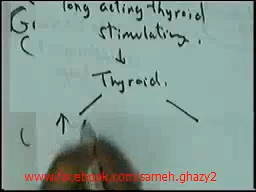 long acting thyroid
G
stimulating.
(
↓
Thyroid.
↑
(
www.facebook.com/sameh.ghazy2